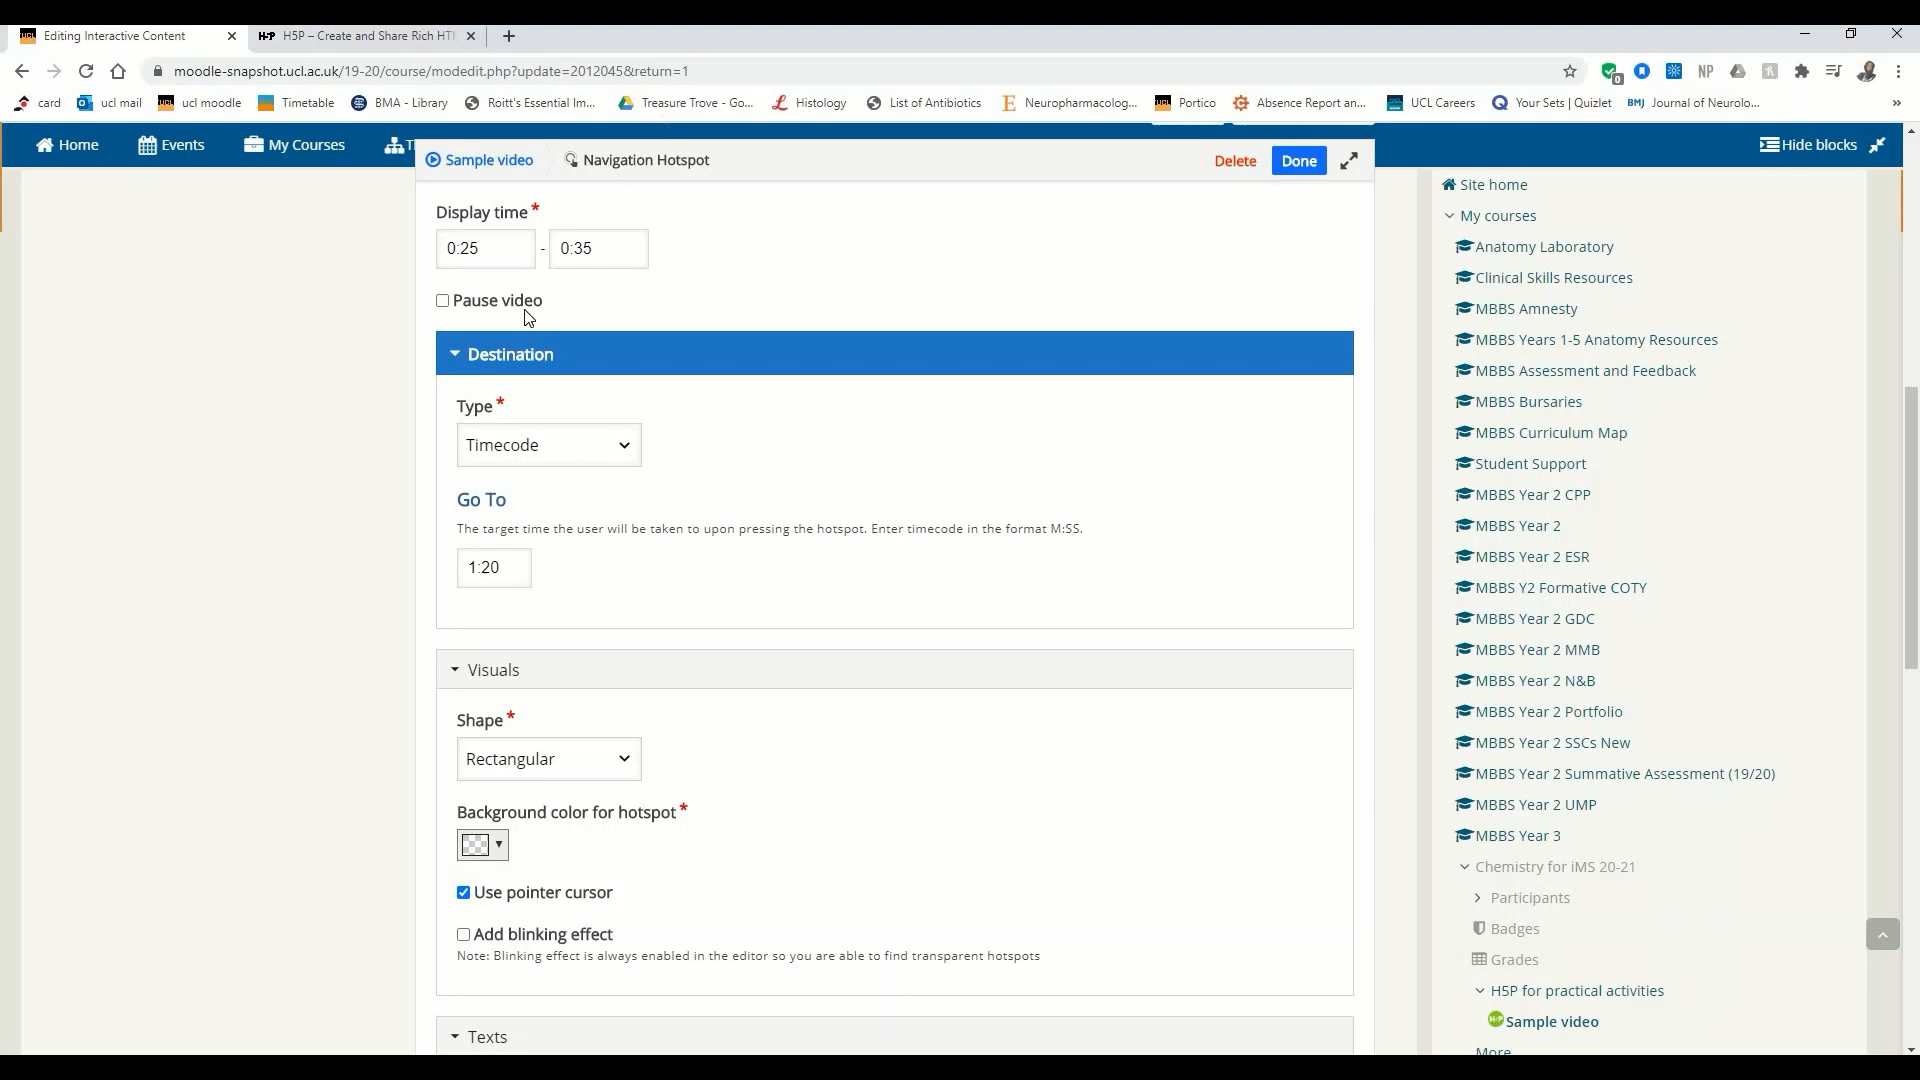 Editing Interactive Content
H-P H5P – Create and Share Rich HT
moodle-snapshot.ucl.ac.uk/19-20/course/modedit.php?update=2012045&return=1
0
NP
card
ucl mail
UCL
ucl moodle
Timetable
BMA - Library
Roitt's Essential Im...
Treasure Trove - Go...
Histology
List of Antibiotics
E Neuropharmacolog...
UCL Portico
Absence Report an...
UCL Careers
Your Sets | Quizlet
BMJ Journal of Neurolo...
»
Home
Events
My Courses
T
Sample video
Navigation Hotspot
Delete
Done
Hide blocks
Display time *
0:25 - 0:35
Pause video
Destination
Type *
Timecode
Go To
The target time the user will be taken to upon pressing the hotspot. Enter timecode in the format M:SS.
1:20
Visuals
Shape *
Rectangular
Background color for hotspot *
Use pointer cursor
Add blinking effect
Note: Blinking effect is always enabled in the editor so you are able to find transparent hotspots
Texts
Site home
My courses
Anatomy Laboratory
Clinical Skills Resources
MBBS Amnesty
MBBS Years 1-5 Anatomy Resources
MBBS Assessment and Feedback
MBBS Bursaries
MBBS Curriculum Map
Student Support
MBBS Year 2 CPP
MBBS Year 2
MBBS Year 2 ESR
MBBS Y2 Formative COTY
MBBS Year 2 GDC
MBBS Year 2 MMB
MBBS Year 2 N&B
MBBS Year 2 Portfolio
MBBS Year 2 SSCs New
MBBS Year 2 Summative Assessment (19/20)
MBBS Year 2 UMP
MBBS Year 3
Chemistry for iMS 20-21
Participants
Badges
Grades
H5P for practical activities
H-P Sample video
More